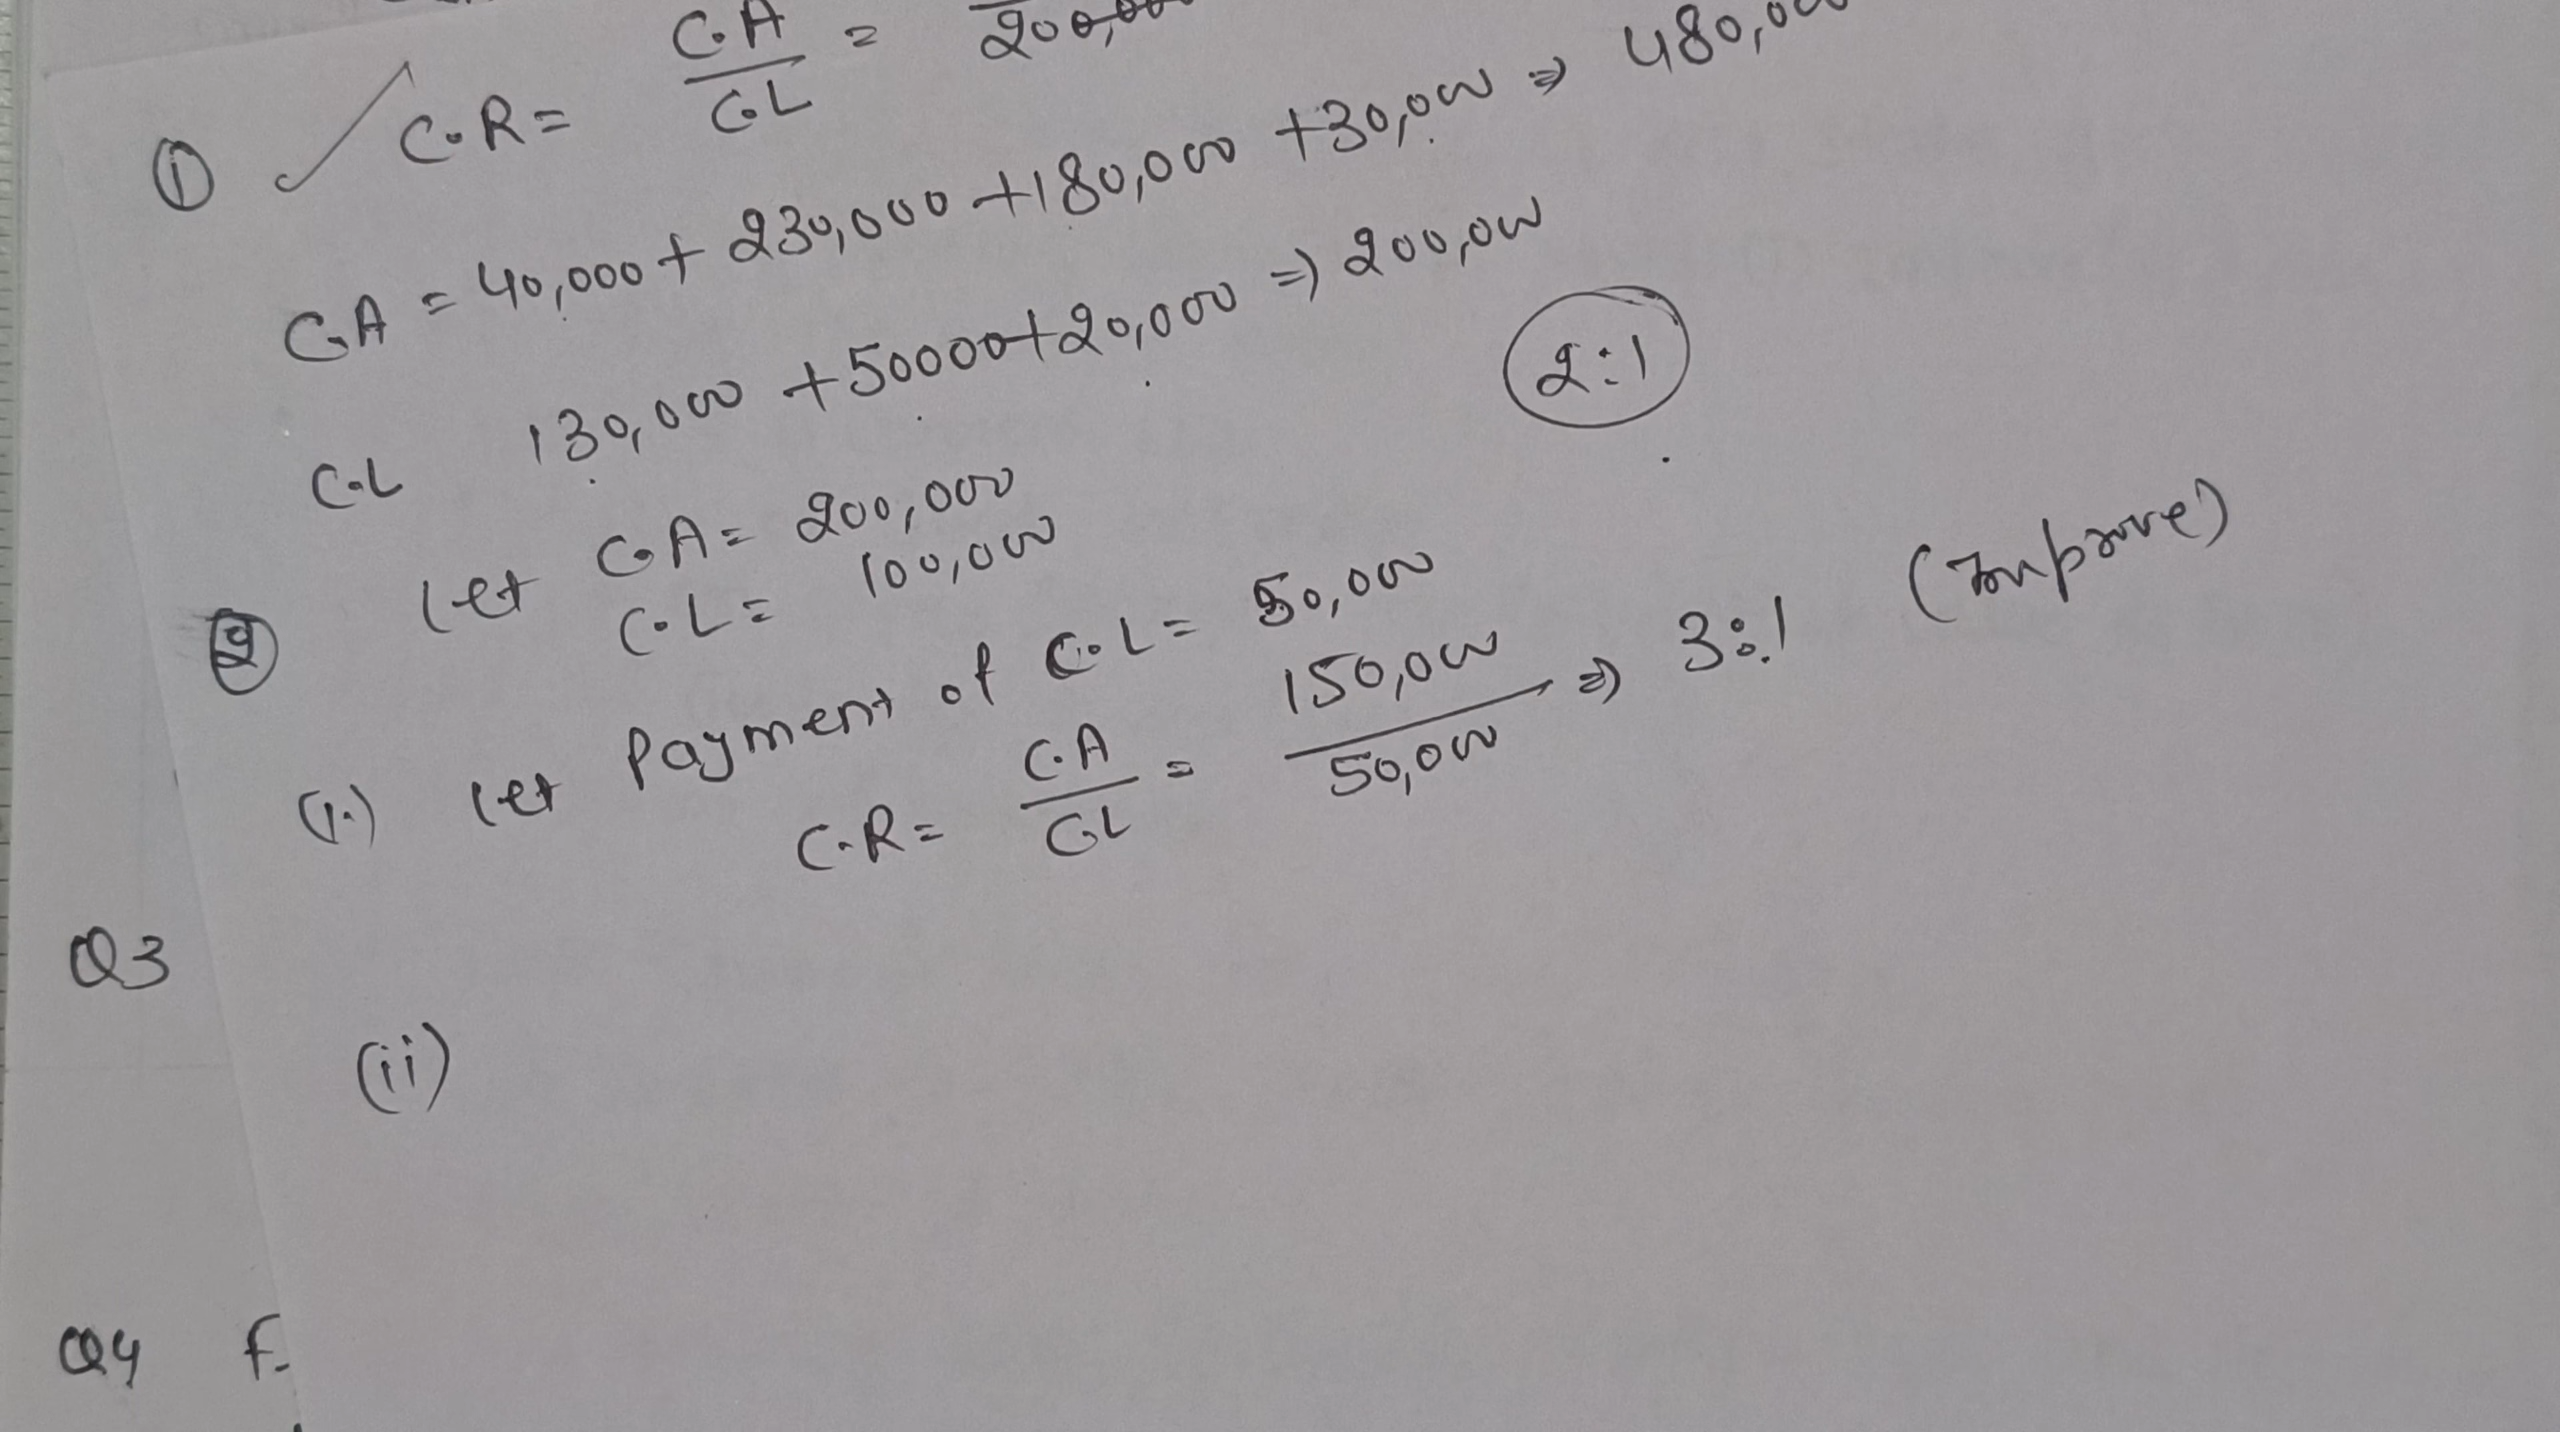 ① ✓ C.R = C.A / C.L = 200,000
C.A = 40,000 + 230,000 + 180,000 + 30,000 ⇒ 480,000
C.L 130,000 + 50000 + 20,000 ⇒ 200,000
2:1
② let C.A = 200,000
C.L = 100,000
(i.) let Payment of C.L = 50,000
C.R = C.A / C.L = 150,000 / 50,000 ⇒ 3:1 (Improve)
Q3
(ii)
Q4 F.